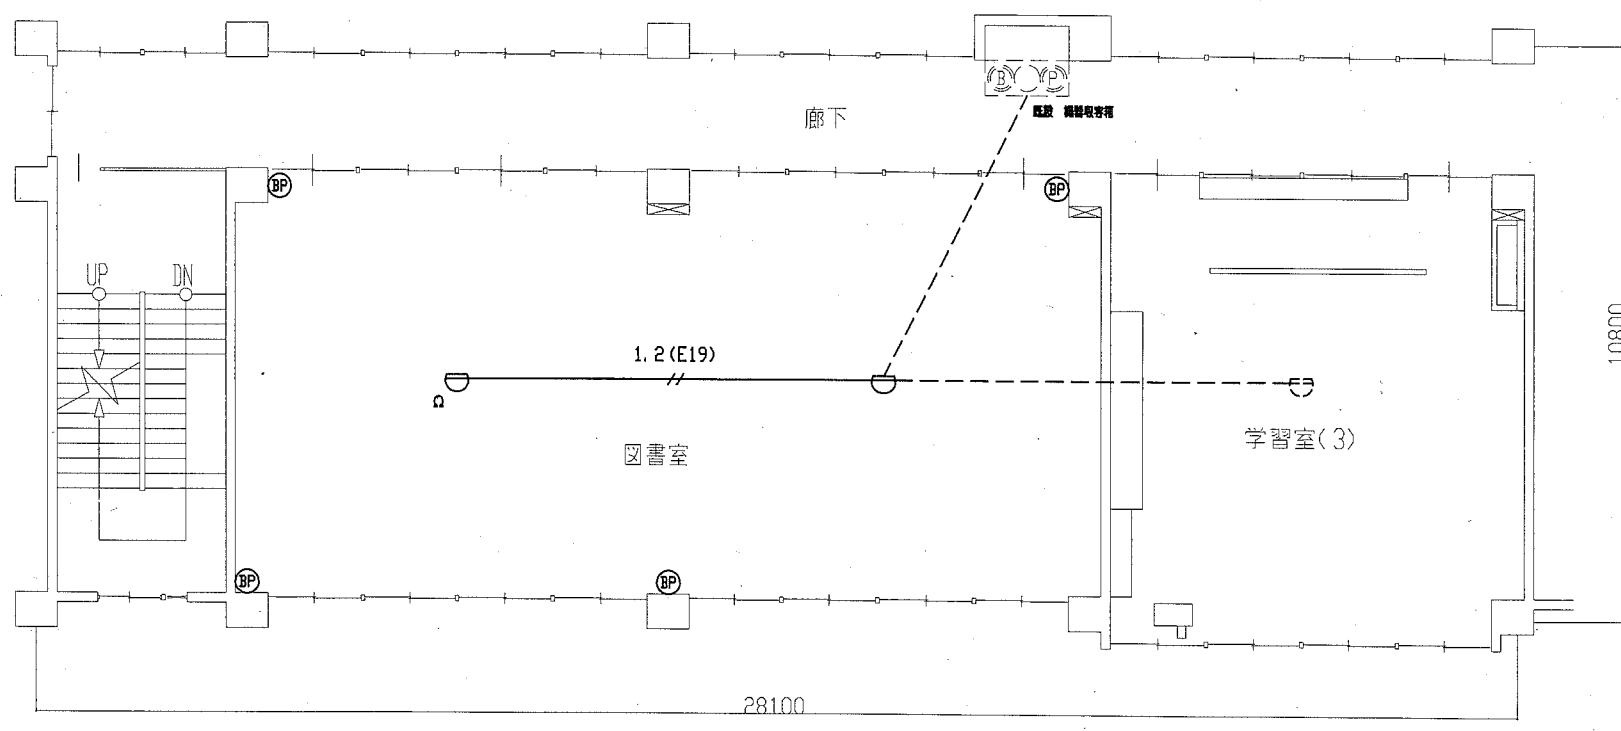 B P
既設 機器収容箱
廊下
BP BP
UP DN
10800
1.2(E19)
Ω
図書室
学習室(3)
BP BP
28100